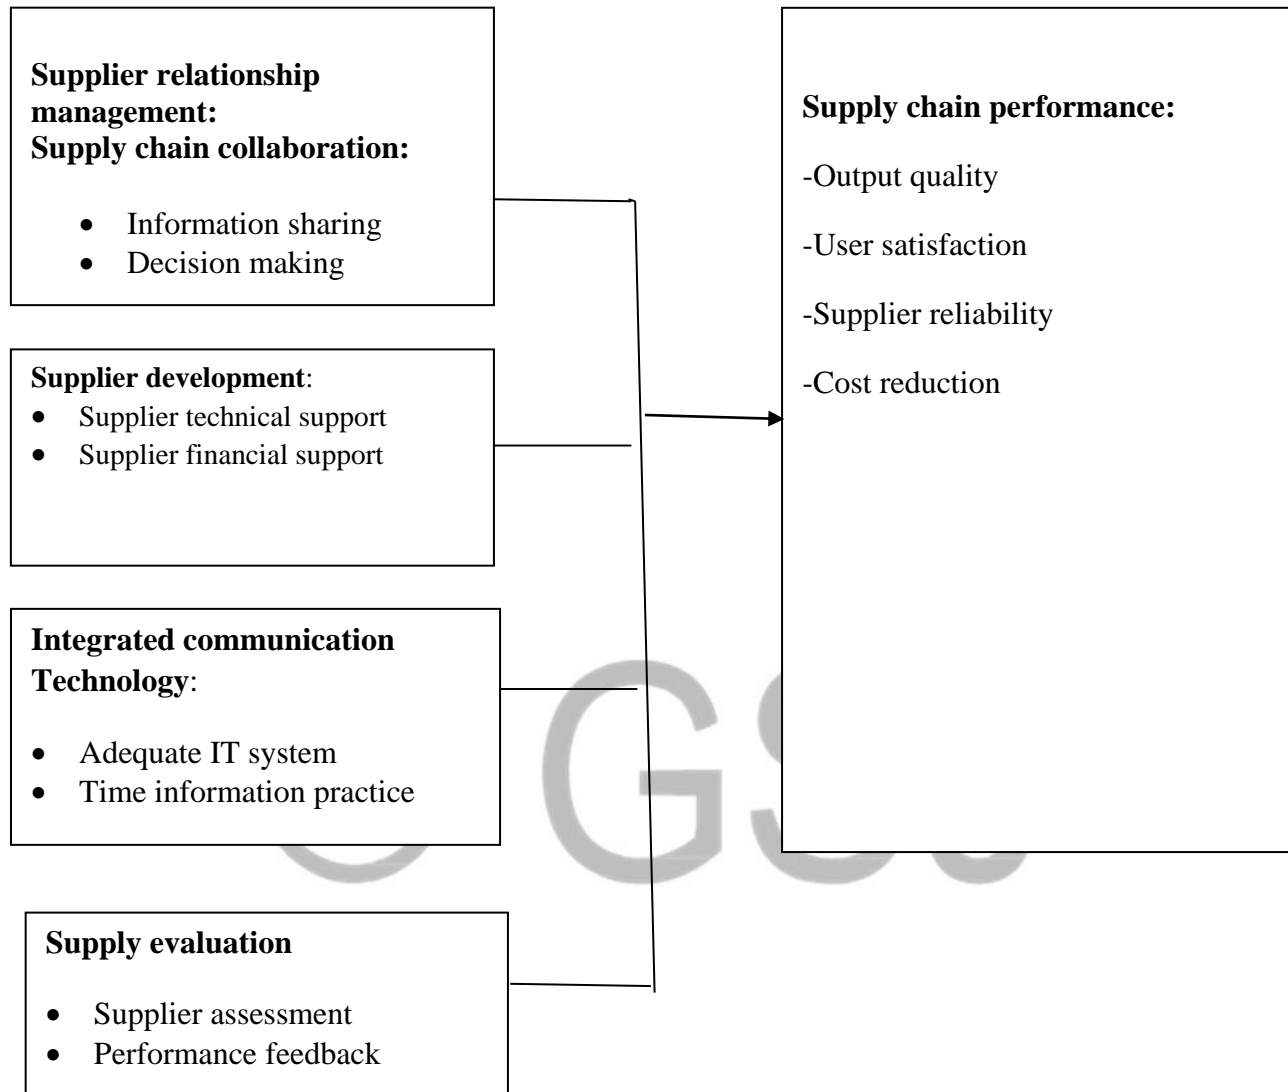 Supplier relationship
management:
Supply chain collaboration:
• Information sharing
• Decision making
Supplier development:
• Supplier technical support
• Supplier financial support
Integrated communication
Technology:
• Adequate IT system
• Time information practice
Supply evaluation
• Supplier assessment
• Performance feedback
Supply chain performance:
-Output quality
-User satisfaction
-Supplier reliability
-Cost reduction